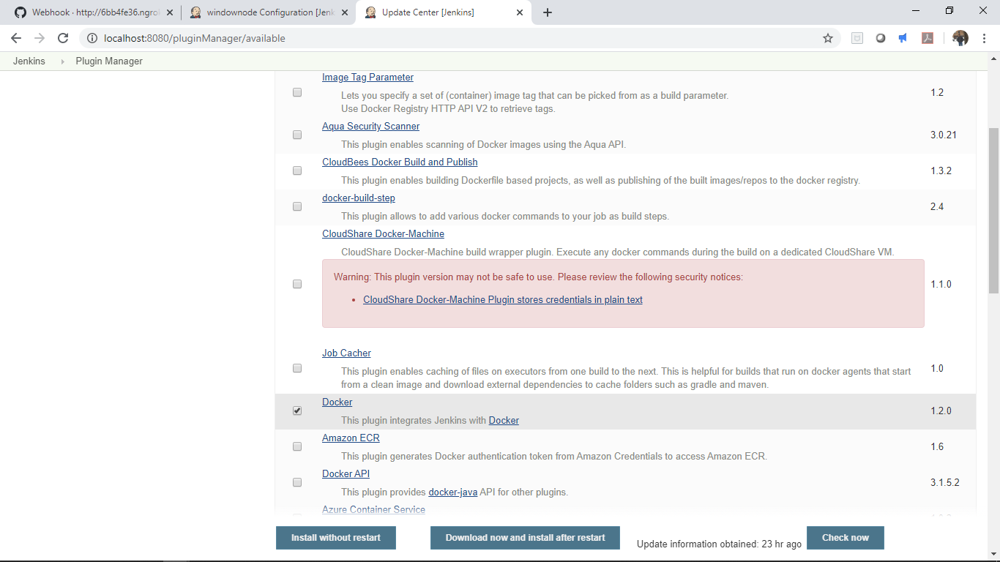 Webhook · http://6bb4fe36.ngro
windownode Configuration [Jenk
Update Center [Jenkins]
localhost:8080/pluginManager/available
Jenkins
Plugin Manager
Image Tag Parameter
Lets you specify a set of (container) image tag that can be picked from as a build parameter.
Use Docker Registry HTTP API V2 to retrieve tags.
1.2
Aqua Security Scanner
This plugin enables scanning of Docker images using the Aqua API.
3.0.21
CloudBees Docker Build and Publish
This plugin enables building Dockerfile based projects, as well as publishing of the built images/repos to the docker registry.
1.3.2
docker-build-step
This plugin allows to add various docker commands to your job as build steps.
2.4
CloudShare Docker-Machine
CloudShare Docker-Machine build wrapper plugin. Execute any docker commands during the build on a dedicated CloudShare VM.
Warning: This plugin version may not be safe to use. Please review the following security notices:
• CloudShare Docker-Machine Plugin stores credentials in plain text
1.1.0
Job Cacher
This plugin enables caching of files on executors from one build to the next. This is helpful for builds that run on docker agents that start
from a clean image and download external dependencies to cache folders such as gradle and maven.
1.0
Docker
This plugin integrates Jenkins with Docker
1.2.0
Amazon ECR
This plugin generates Docker authentication token from Amazon Credentials to access Amazon ECR.
1.6
Docker API
This plugin provides docker-java API for other plugins.
3.1.5.2
Azure Container Service
Install without restart
Download now and install after restart
Update information obtained: 23 hr ago
Check now